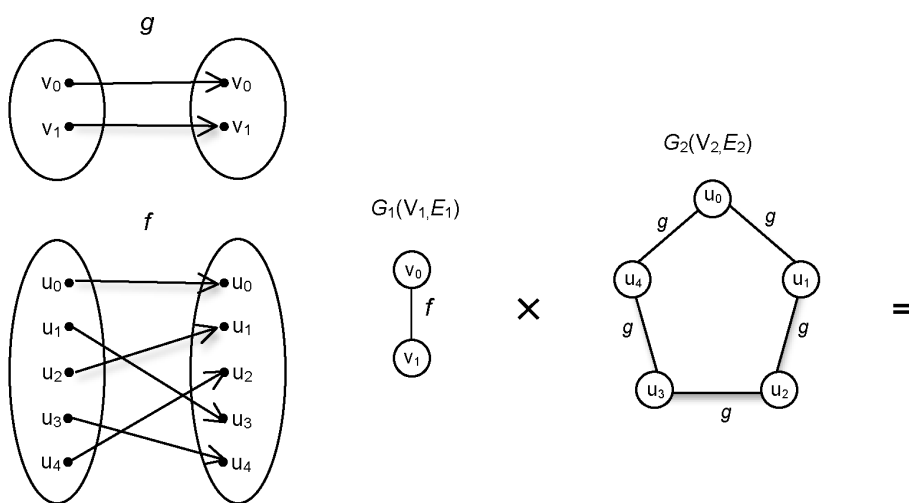 g
v₀ v₀
v₁ v₁
f
u₀ u₀
u₁ u₁
u₂ u₂
u₃ u₃
u₄ u₄
G₁(V₁,E₁)
v₀
f
v₁
×
G₂(V₂,E₂)
u₀
g g
u₄ u₁
g g
u₃ u₂
g
=